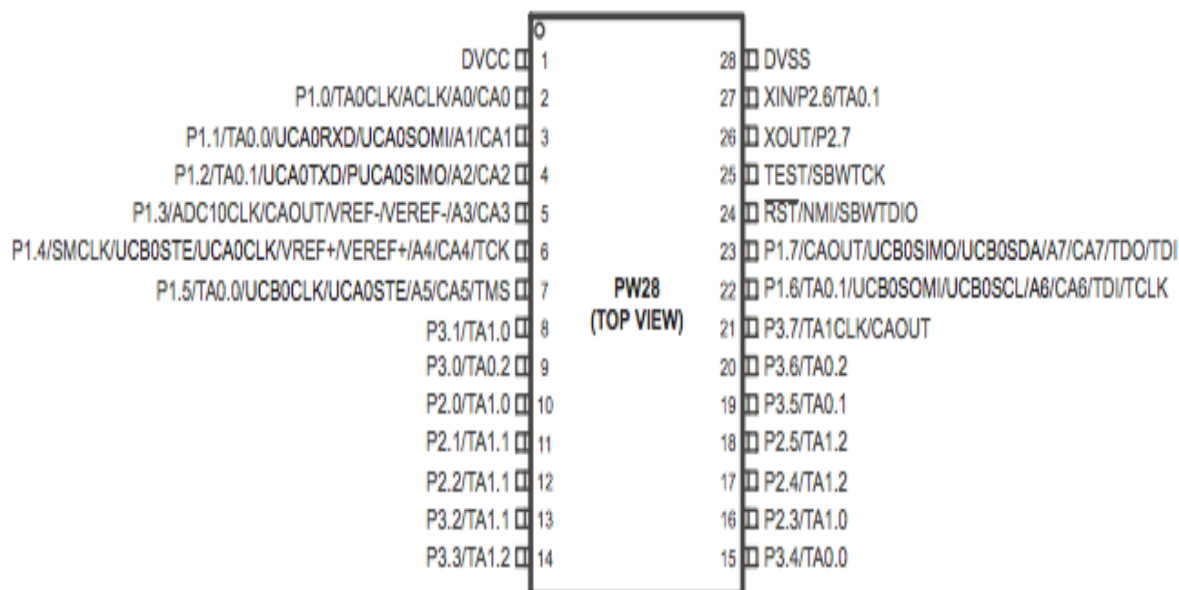 DVCC 1 28 DVSS
P1.0/TA0CLK/ACLK/A0/CA0 2 27 XIN/P2.6/TA0.1
P1.1/TA0.0/UCA0RXD/UCA0SOMI/A1/CA1 3 26 XOUT/P2.7
P1.2/TA0.1/UCA0TXD/PUCA0SIMO/A2/CA2 4 25 TEST/SBWTCK
P1.3/ADC10CLK/CAOUT/VREF-/VEREF-/A3/CA3 5 24 RST/NMI/SBWTDIO
P1.4/SMCLK/UCB0STE/UCA0CLK/VREF+/VEREF+/A4/CA4/TCK 6 23 P1.7/CAOUT/UCB0SIMO/UCB0SDA/A7/CA7/TDO/TDI
P1.5/TA0.0/UCB0CLK/UCA0STE/A5/CA5/TMS 7 PW28 22 P1.6/TA0.1/UCB0SOMI/UCB0SCL/A6/CA6/TDI/TCLK
P3.1/TA1.0 8 (TOP VIEW) 21 P3.7/TA1CLK/CAOUT
P3.0/TA0.2 9 20 P3.6/TA0.2
P2.0/TA1.0 10 19 P3.5/TA0.1
P2.1/TA1.1 11 18 P2.5/TA1.2
P2.2/TA1.1 12 17 P2.4/TA1.2
P3.2/TA1.1 13 16 P2.3/TA1.0
P3.3/TA1.2 14 15 P3.4/TA0.0